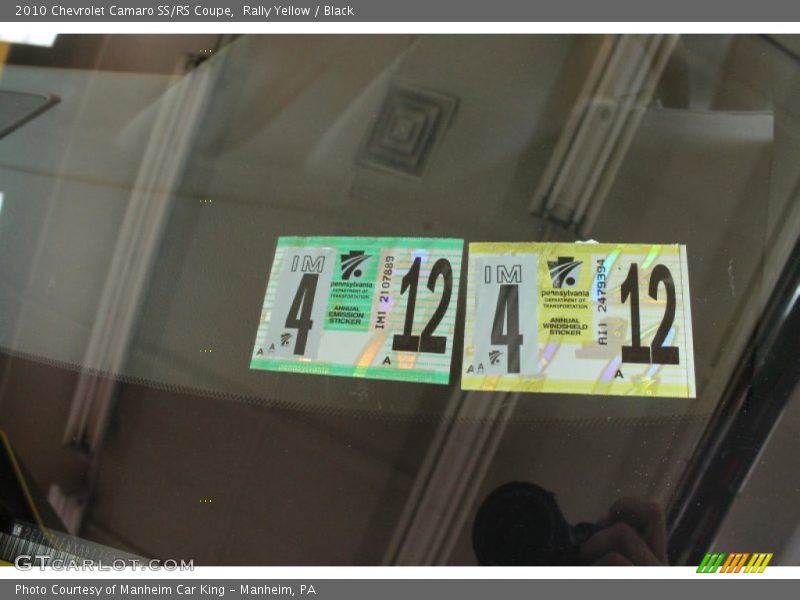 2010 Chevrolet Camaro SS/RS Coupe, Rally Yellow / Black
IM
4
pennsylvania
DEPARTMENT OF
TRANSPORTATION
ANNUAL
EMISSION
STICKER
IM1 2107889
12
A A
A
IM
4
pennsylvania
DEPARTMENT OF
TRANSPORTATION
ANNUAL
WINDSHIELD
STICKER
AI1 2479394
12
A A
A
GTCARLOT.COM
Photo Courtesy of Manheim Car King - Manheim, PA